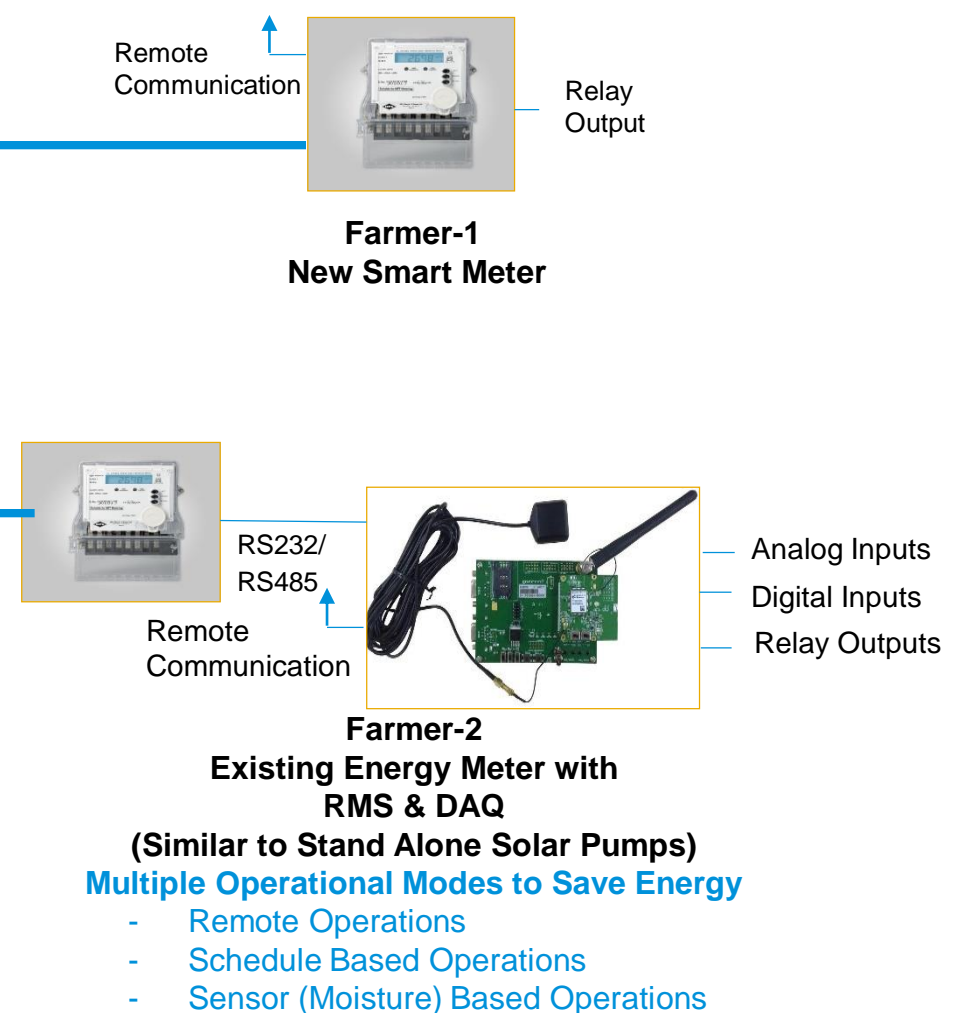 Remote
Communication
Relay
Output
Farmer-1
New Smart Meter
RS232/
RS485
Remote
Communication
Analog Inputs
Digital Inputs
Relay Outputs
Farmer-2
Existing Energy Meter with
RMS & DAQ
(Similar to Stand Alone Solar Pumps)
Multiple Operational Modes to Save Energy
- Remote Operations
- Schedule Based Operations
- Sensor (Moisture) Based Operations